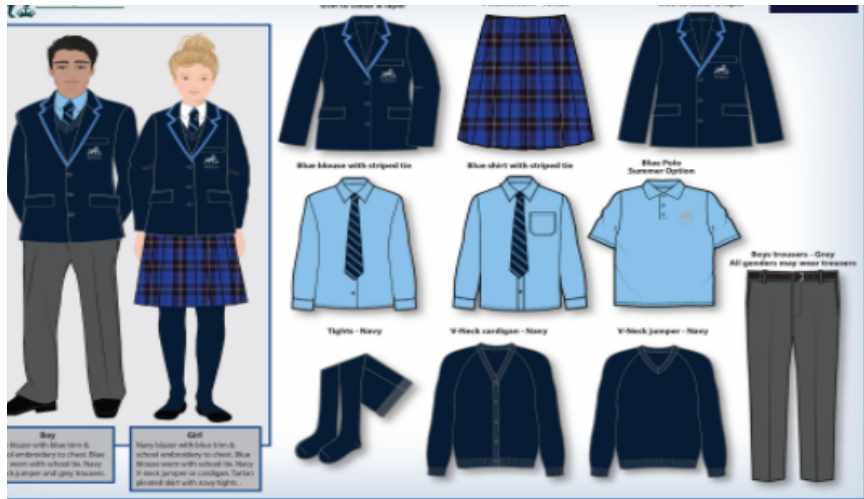 Blue blouse with striped tie
Blue shirt with striped tie
Blue Polo
Summer Option
Boys trousers - Grey
All genders may wear trousers
Tights - Navy
V-Neck cardigan - Navy
V-Neck jumper - Navy
Boy
blazer with blue trim &
embroidery to chest. Blue
worn with school tie. Navy
jumper and grey trousers.
Girl
Navy blazer with blue trim &
school embroidery to chest. Blue
blouse worn with school tie. Navy
V-neck jumper or cardigan. Tartan
pleated skirt with navy tights.